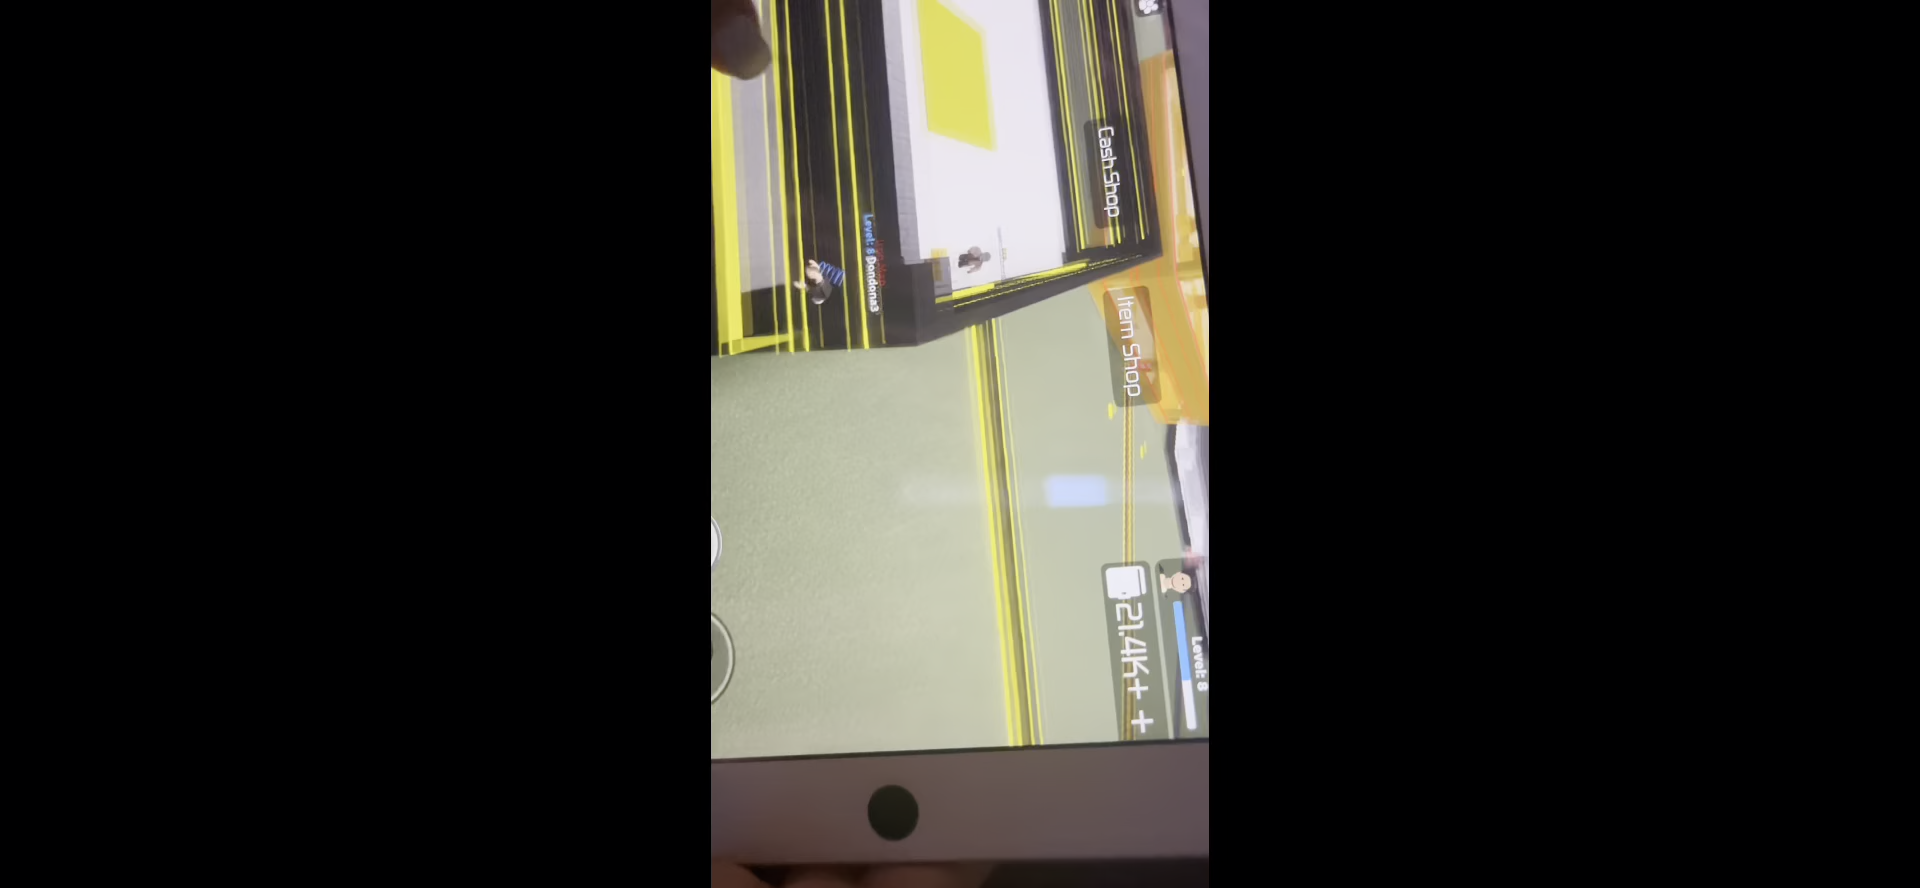 Cash Shop
Item Shop
Level: 8
21.4K+ +
Level: 8
Dondona3